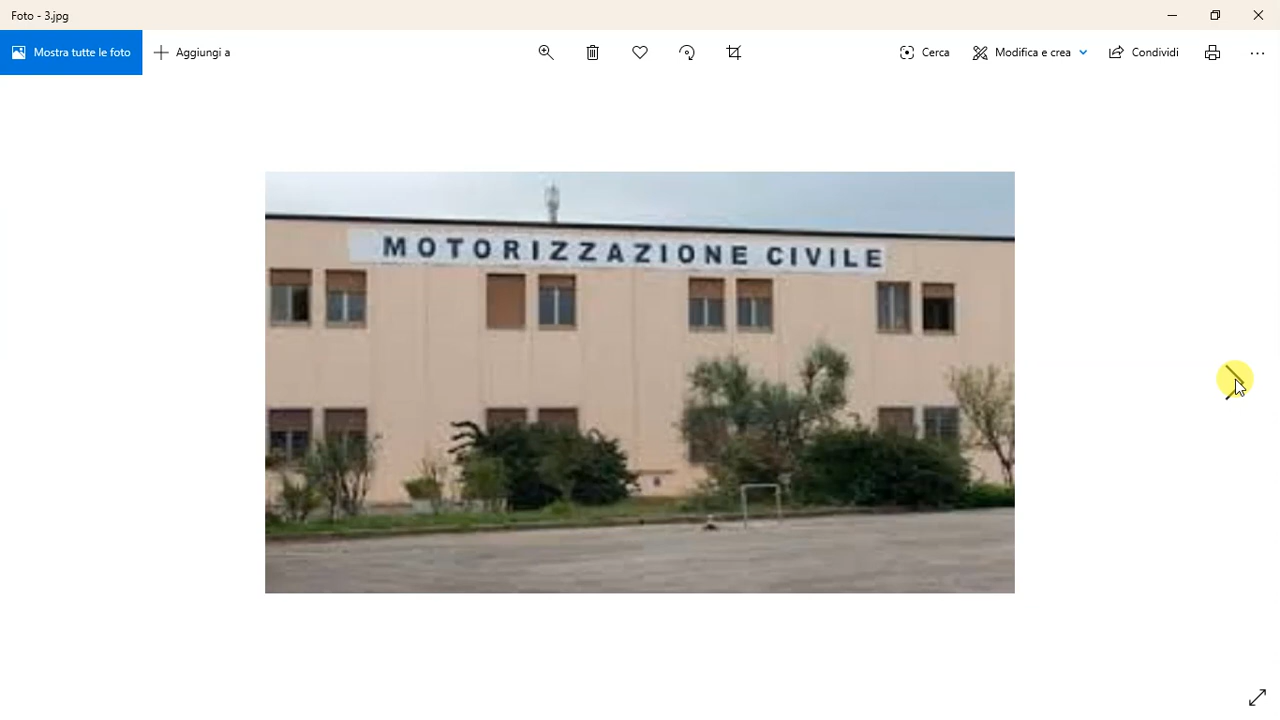 Foto - 3.jpg
Mostra tutte le foto
Aggiungi a
Cerca
Modifica e crea
Condividi
MOTORIZZAZIONE CIVILE